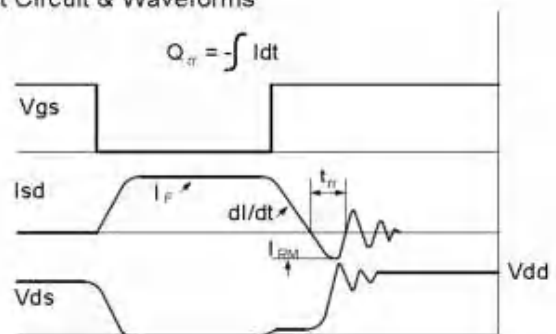 t Circuit & Waveforms
Qrr = -∫ Idt
Vgs
Isd
IF
dI/dt
trr
IRM
Vdd
Vds